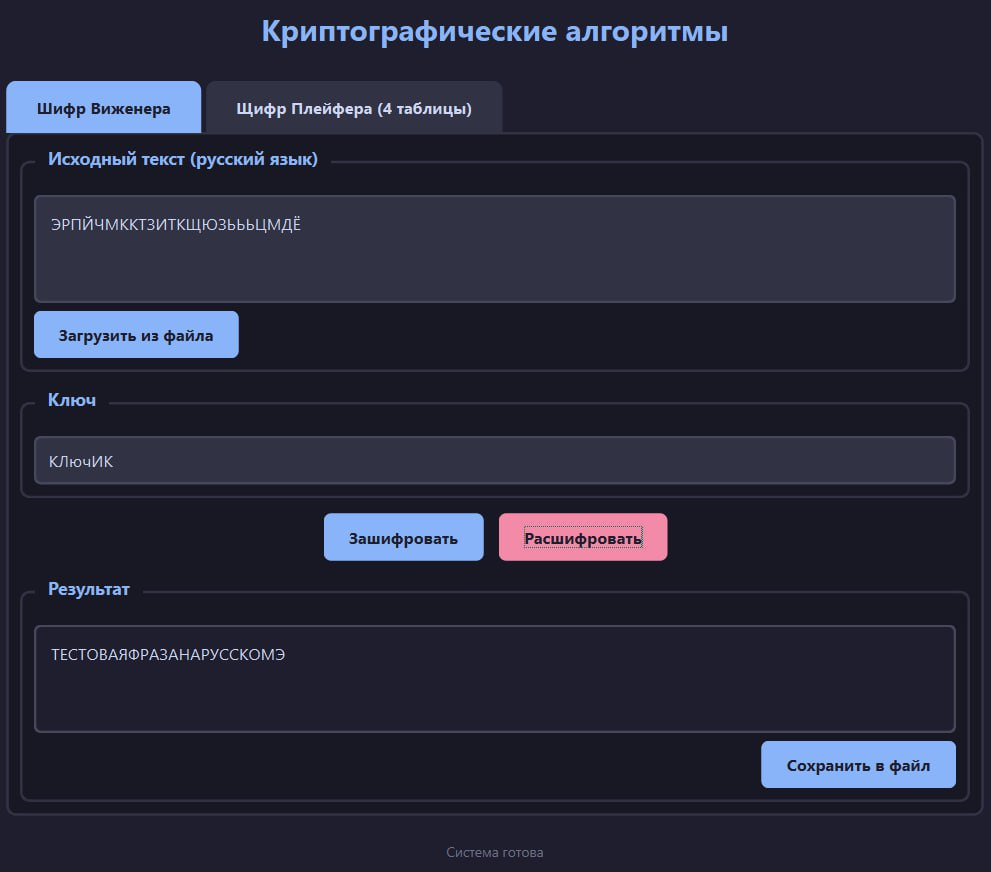 Криптографические алгоритмы
Шифр Виженера
Щифр Плейфера (4 таблицы)
Исходный текст (русский язык)
ЭРПЙЧМККТЗИТКЩЮЗЬЬЬЦМДЁ
Загрузить из файла
Ключ
КЛючИК
Зашифровать
Расшифровать
Результат
ТЕСТОВАЯФРАЗАНАРУССКОМЭ
Сохранить в файл
Система готова